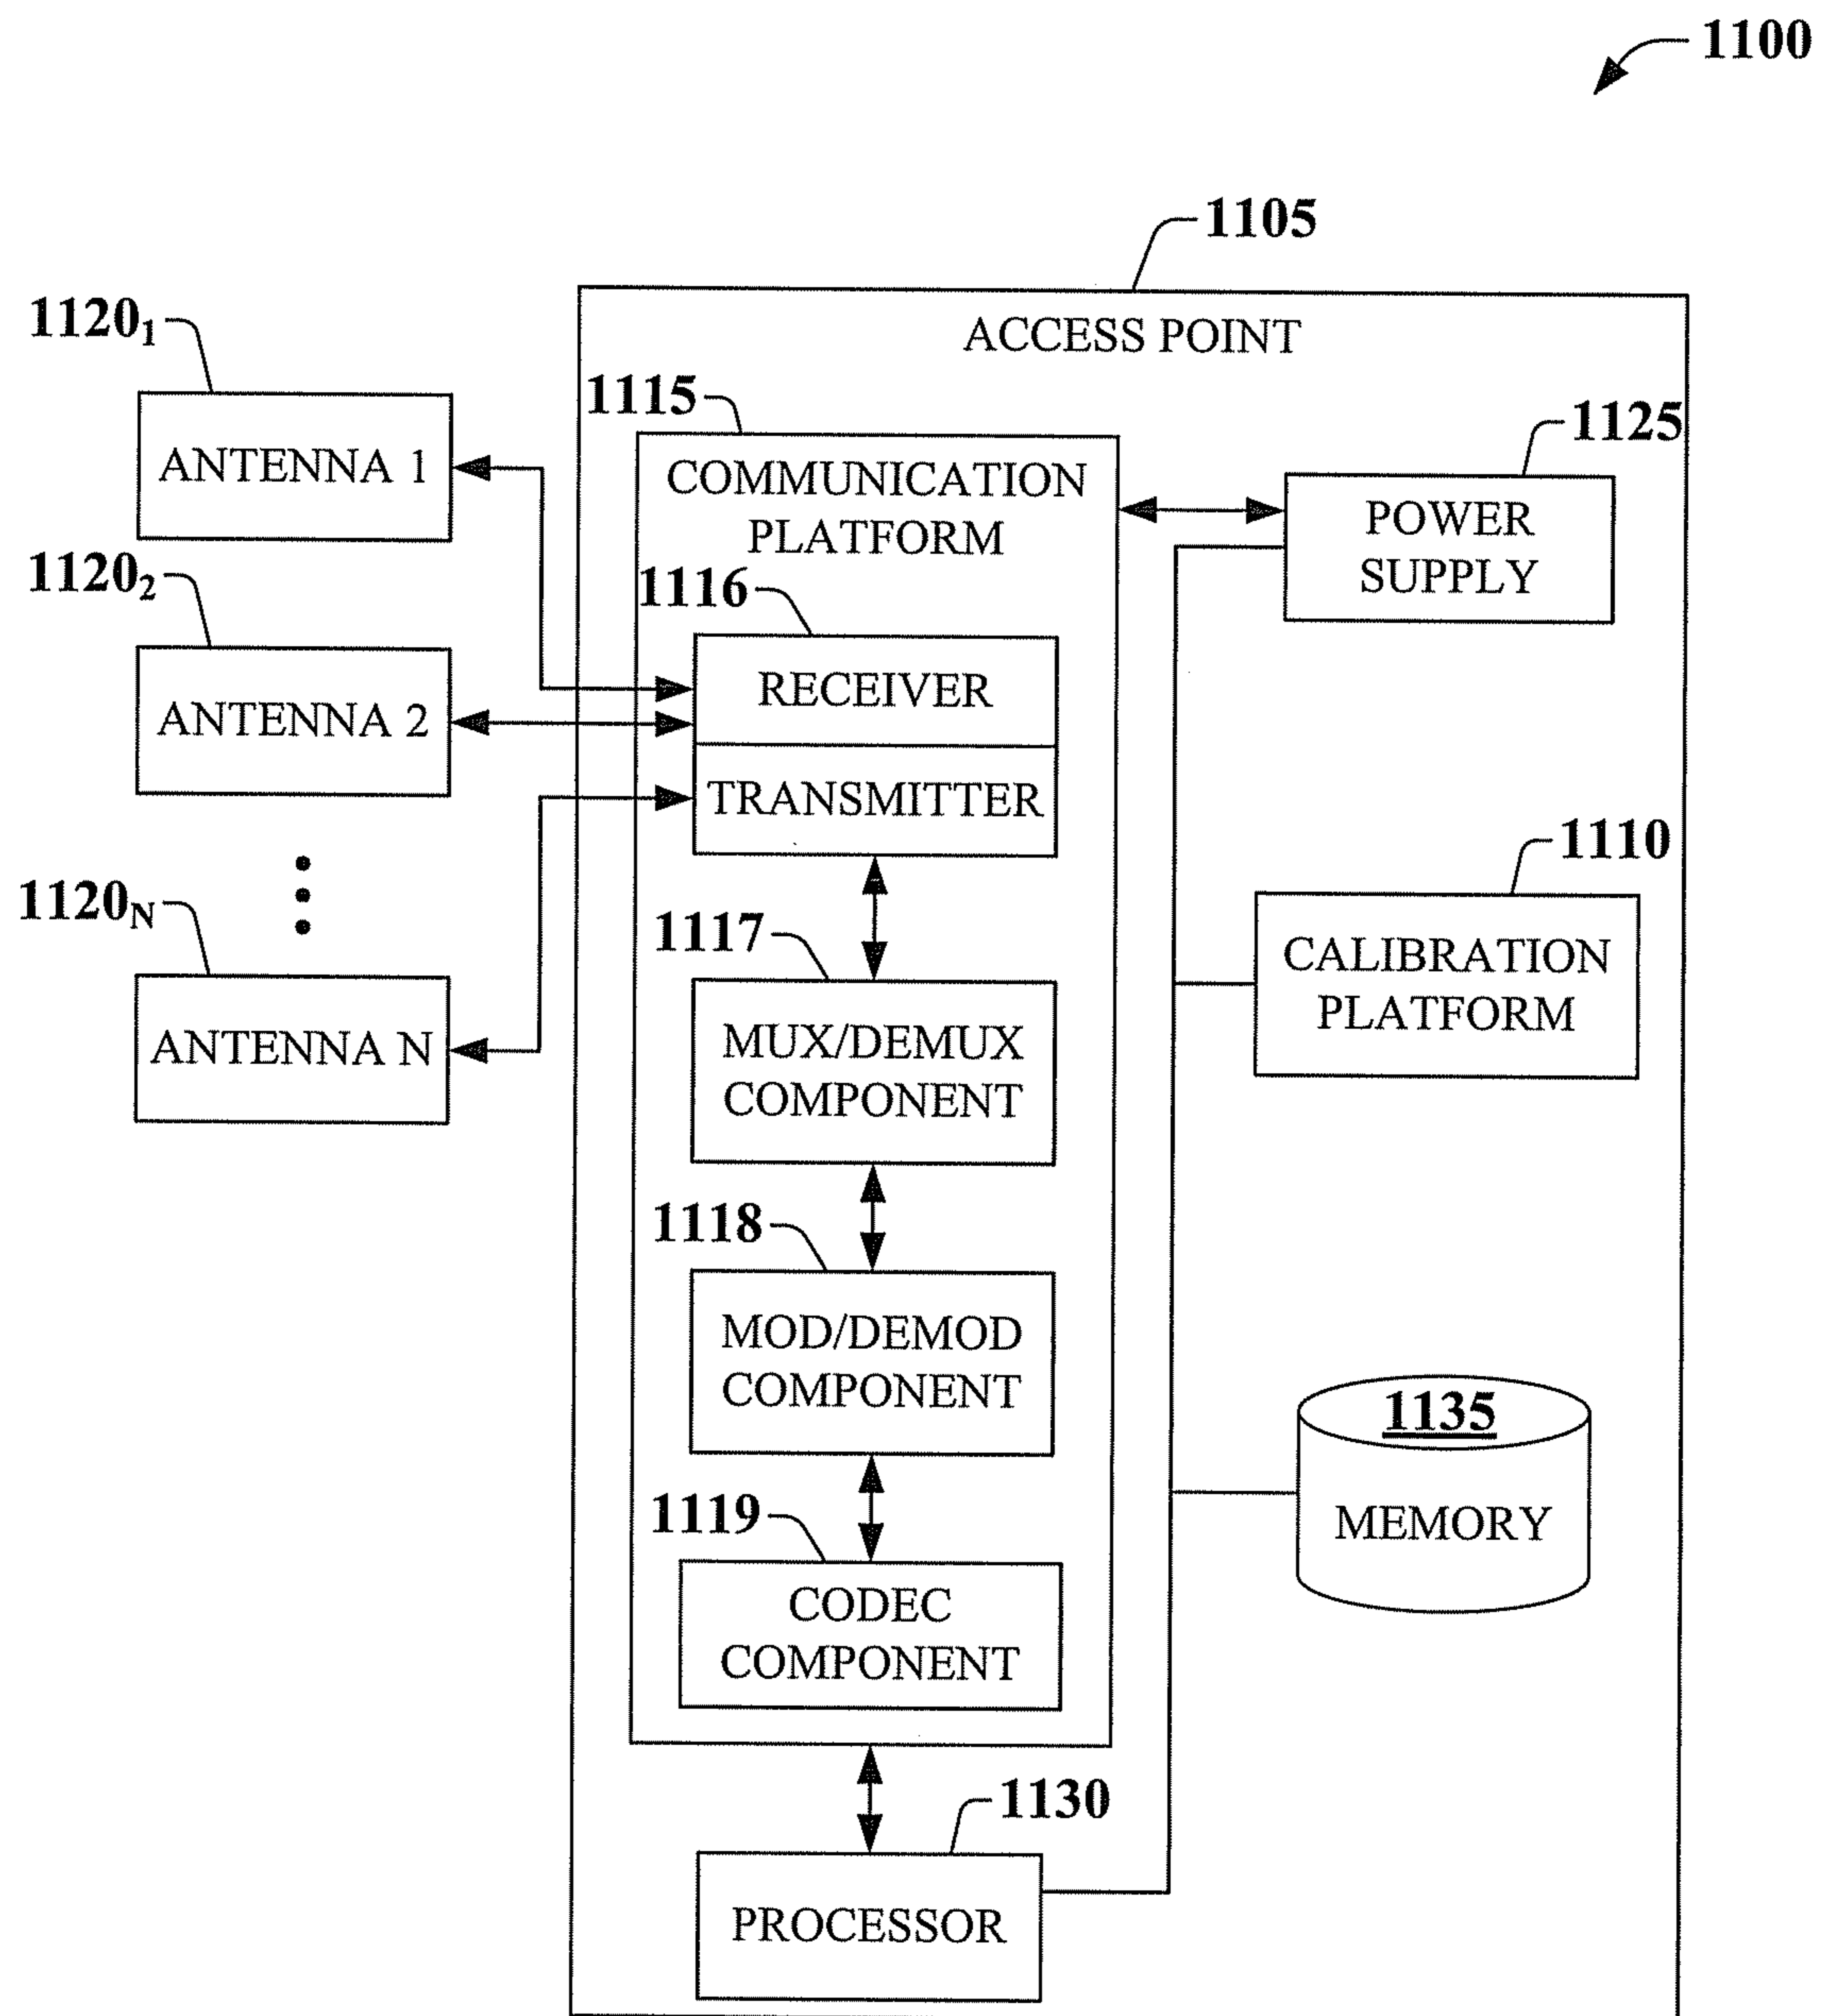 1100
1105
ACCESS POINT
1120₁
ANTENNA 1
1115
COMMUNICATION
PLATFORM
1125
POWER
SUPPLY
1120₂
ANTENNA 2
1116
RECEIVER
TRANSMITTER
1110
CALIBRATION
PLATFORM
1120N
ANTENNA N
1117
MUX/DEMUX
COMPONENT
1118
MOD/DEMOD
COMPONENT
1135
MEMORY
1119
CODEC
COMPONENT
1130
PROCESSOR